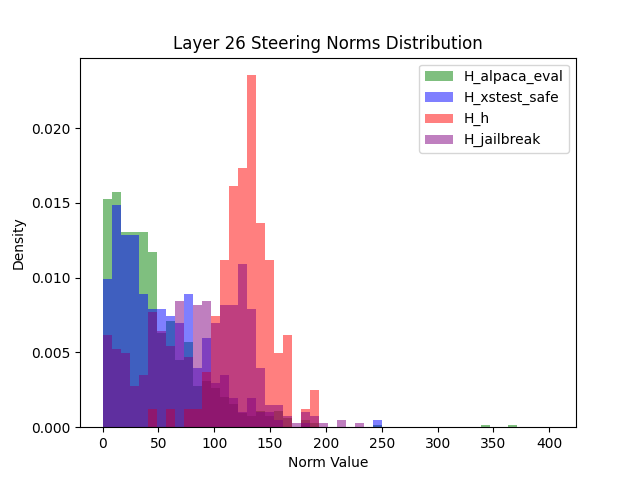 Layer 26 Steering Norms Distribution
H_alpaca_eval
H_xstest_safe
H_h
H_jailbreak
0.020
0.015
0.010
0.005
0.000
Density
0 50 100 150 200 250 300 350 400
Norm Value